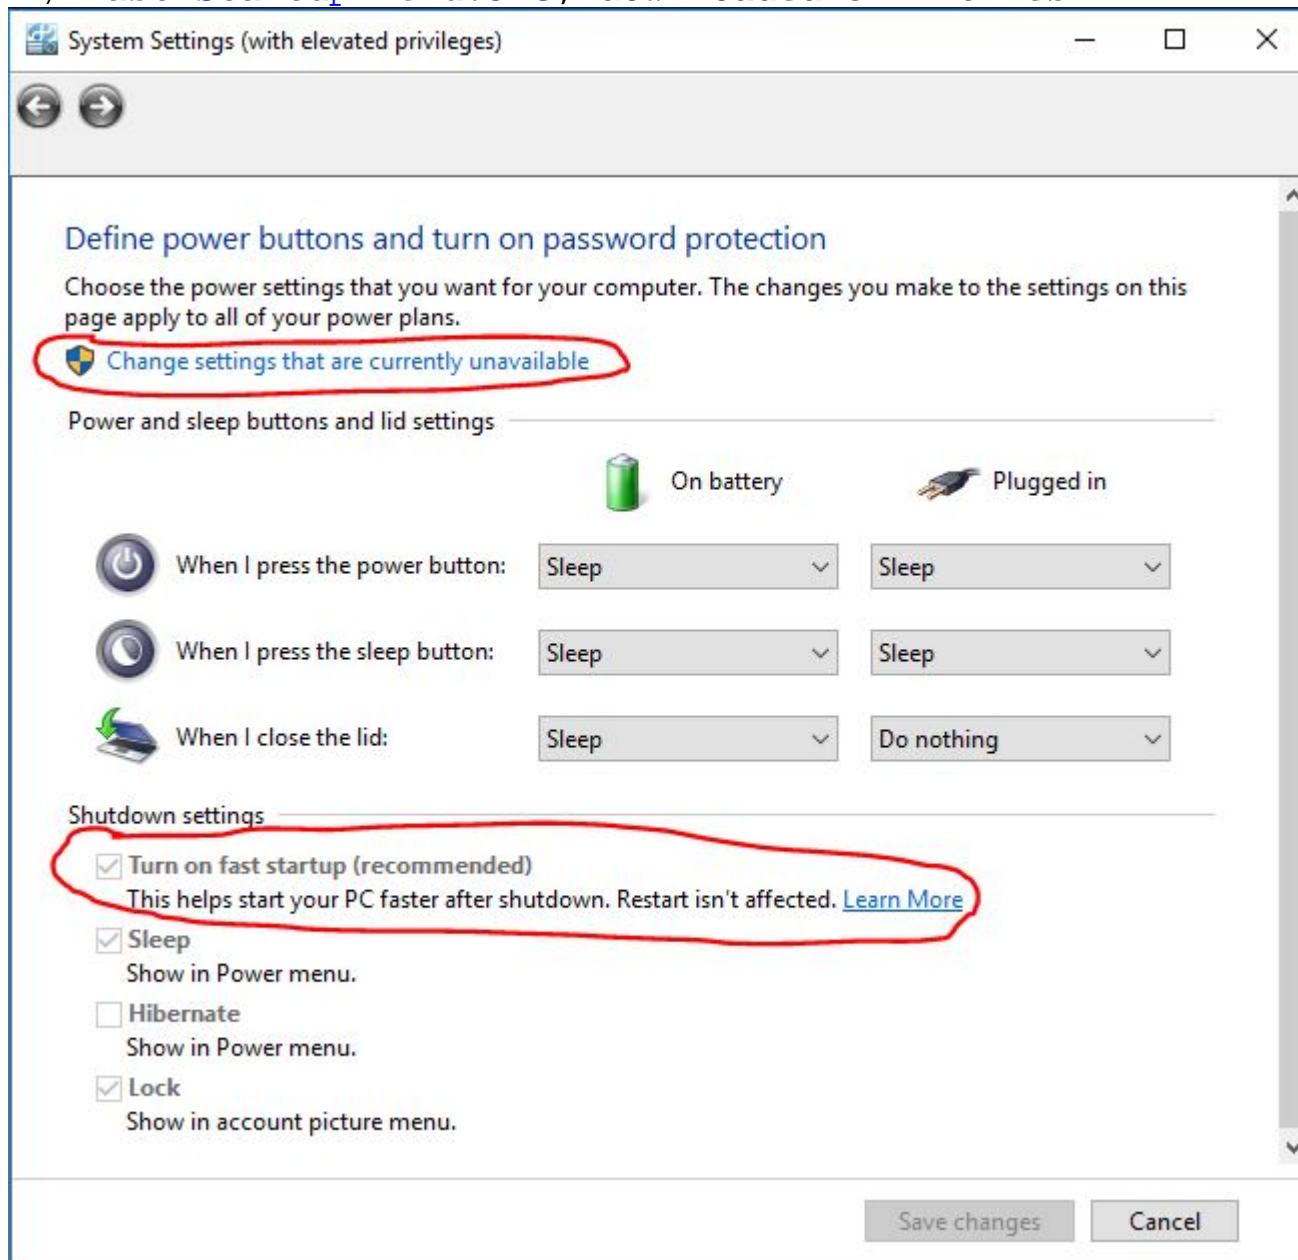 System Settings (with elevated privileges)
Define power buttons and turn on password protection
Choose the power settings that you want for your computer. The changes you make to the settings on this
page apply to all of your power plans.
Change settings that are currently unavailable
Power and sleep buttons and lid settings
On battery Plugged in
When I press the power button: Sleep Sleep
When I press the sleep button: Sleep Sleep
When I close the lid: Sleep Do nothing
Shutdown settings
Turn on fast startup (recommended)
This helps start your PC faster after shutdown. Restart isn't affected. Learn More
Sleep
Show in Power menu.
Hibernate
Show in Power menu.
Lock
Show in account picture menu.
Save changes Cancel